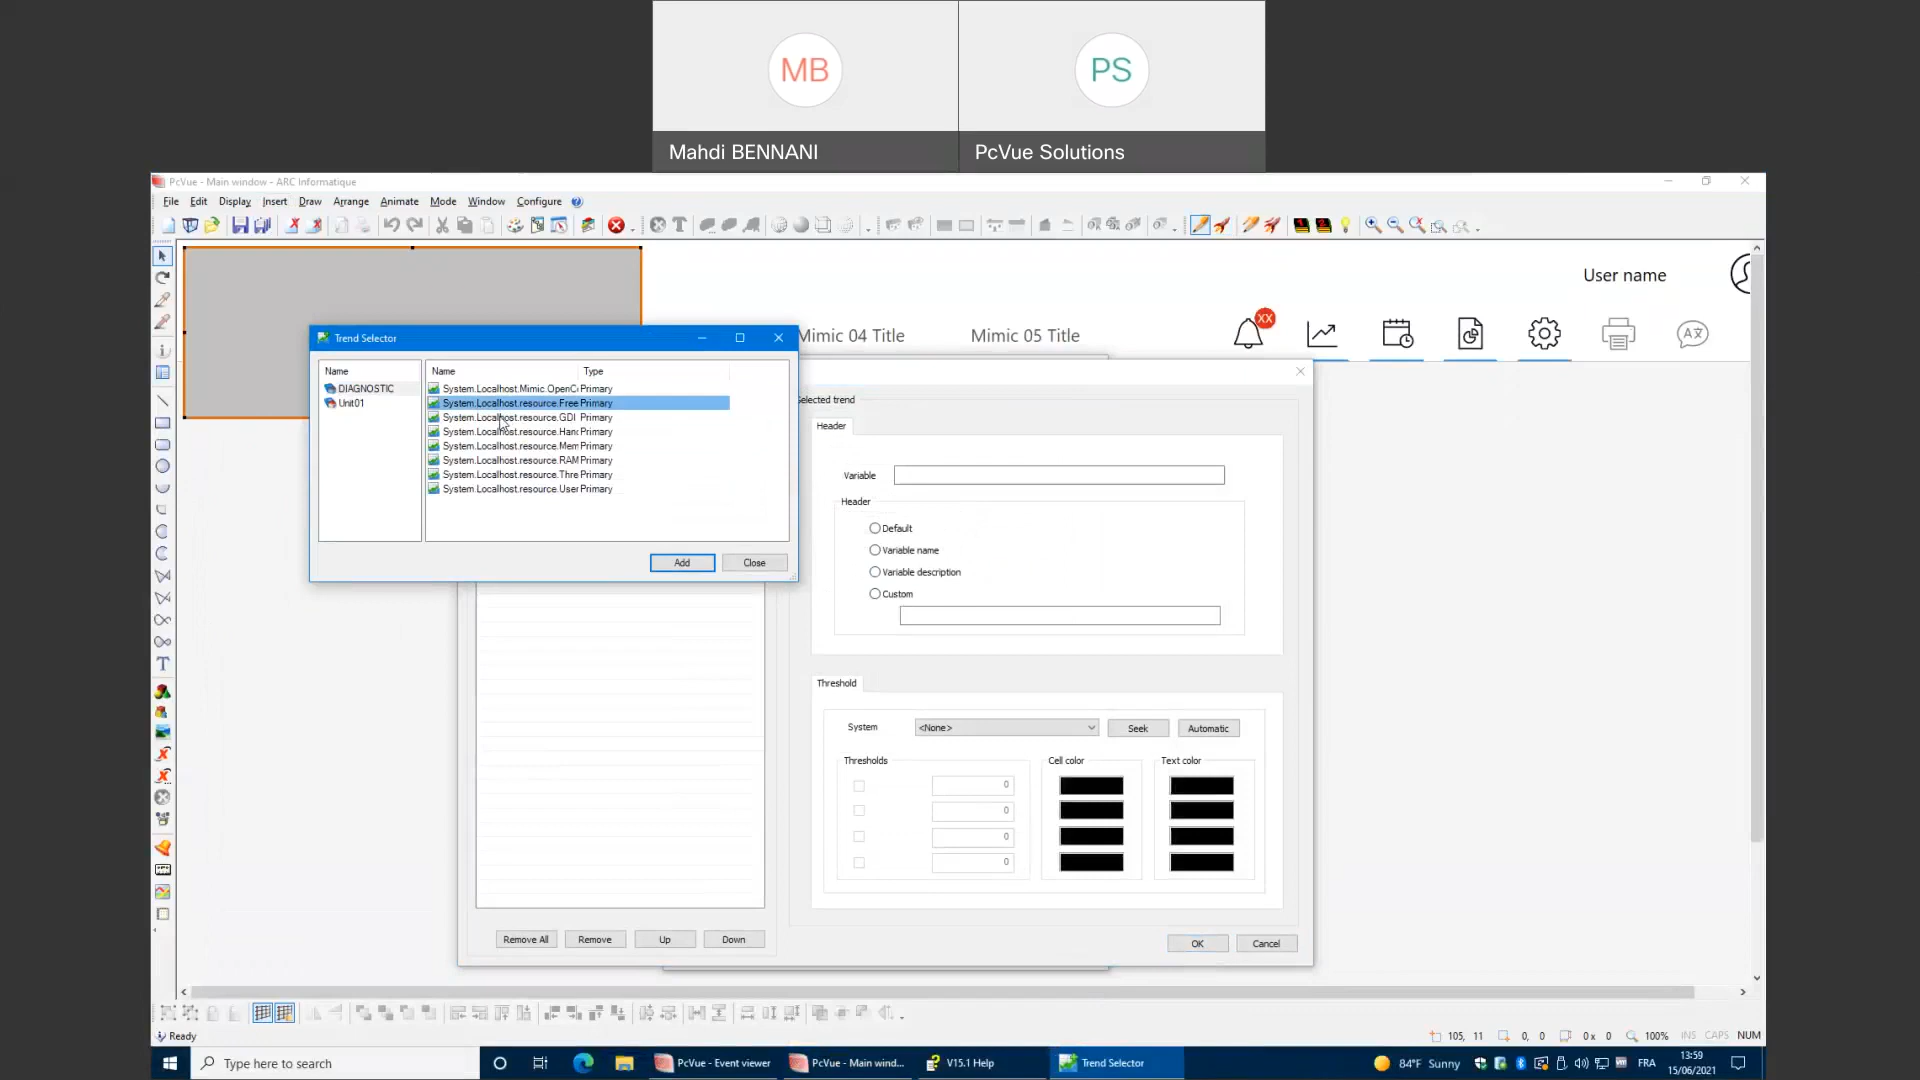 MB
PS
Mahdi BENNANI
PcVue Solutions
PcVue - Main window - ARC Informatique
File Edit Display Insert Draw Arrange Animate Mode Window Configure
User name
XX
Mimic 04 Title
Mimic 05 Title
Trend Selector
Name
DIAGNOSTIC
Unit01
Name Type
System.Localhost.Mimic.OpenC Primary
System.Localhost.resource.Free Primary
System.Localhost.resource.GDI Primary
System.Localhost.resource.Hand Primary
System.Localhost.resource.Mem Primary
System.Localhost.resource.RAM Primary
System.Localhost.resource.Thre Primary
System.Localhost.resource.User Primary
Add
Close
Selected trend
Header
Variable
Header
Default
Variable name
Variable description
Custom
Threshold
System
<None>
Seek
Automatic
Thresholds
Cell color
Text color
0
0
0
0
Remove All
Remove
Up
Down
OK
Cancel
Ready
105, 11
0, 0
0 x 0
100%
INS CAPS NUM
Type here to search
PcVue - Event viewer
PcVue - Main wind...
V15.1 Help
Trend Selector
84°F Sunny
FRA
13:59
15/06/2021